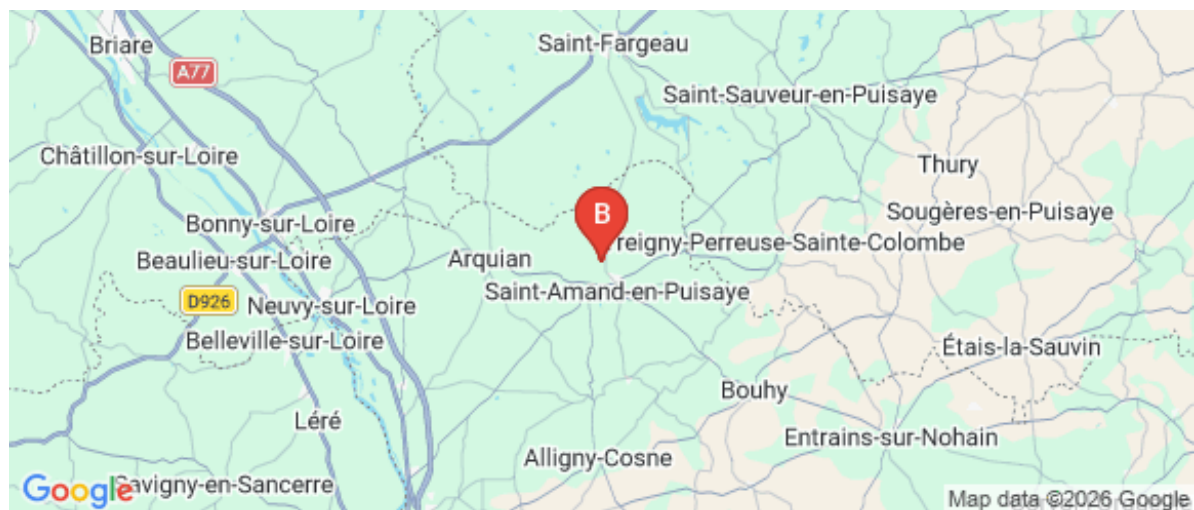 Briare
Saint-Fargeau
A77
Saint-Sauveur-en-Puisaye
Châtillon-sur-Loire
Thury
B
Bonny-sur-Loire
Sougères-en-Puisaye
Arquian
reigny-Perreuse-Sainte-Colombe
Beaulieu-sur-Loire
Saint-Amand-en-Puisaye
D926
Neuvy-sur-Loire
Belleville-sur-Loire
Étais-la-Sauvin
Bouhy
Léré
Entrains-sur-Nohain
Alligny-Cosne
Google
Savigny-en-Sancerre
Map data ©2026 Google